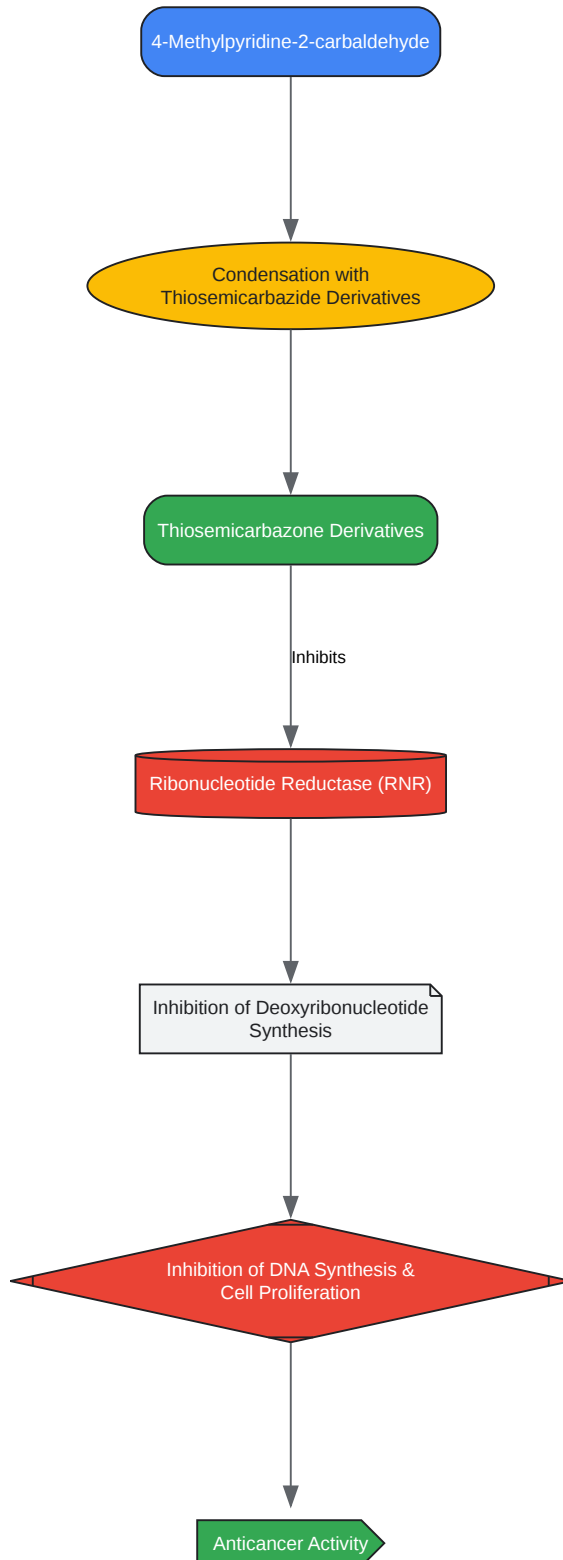 4-Methylpyridine-2-carbaldehyde
Condensation with
Thiosemicarbazide Derivatives
Thiosemicarbazone Derivatives
Inhibits
Ribonucleotide Reductase (RNR)
Inhibition of Deoxyribonucleotide
Synthesis
Inhibition of DNA Synthesis &
Cell Proliferation
Anticancer Activity